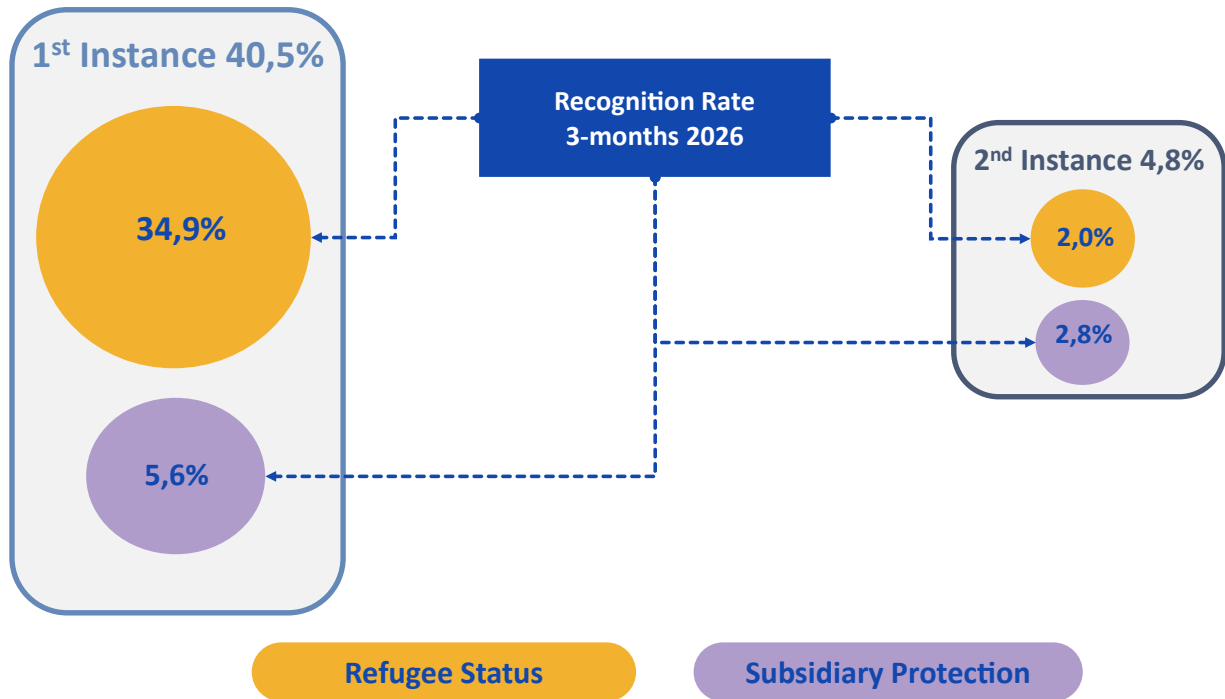 1st Instance 40,5%
34,9%
5,6%
Recognition Rate
3-months 2026
2nd Instance 4,8%
2,0%
2,8%
Refugee Status
Subsidiary Protection